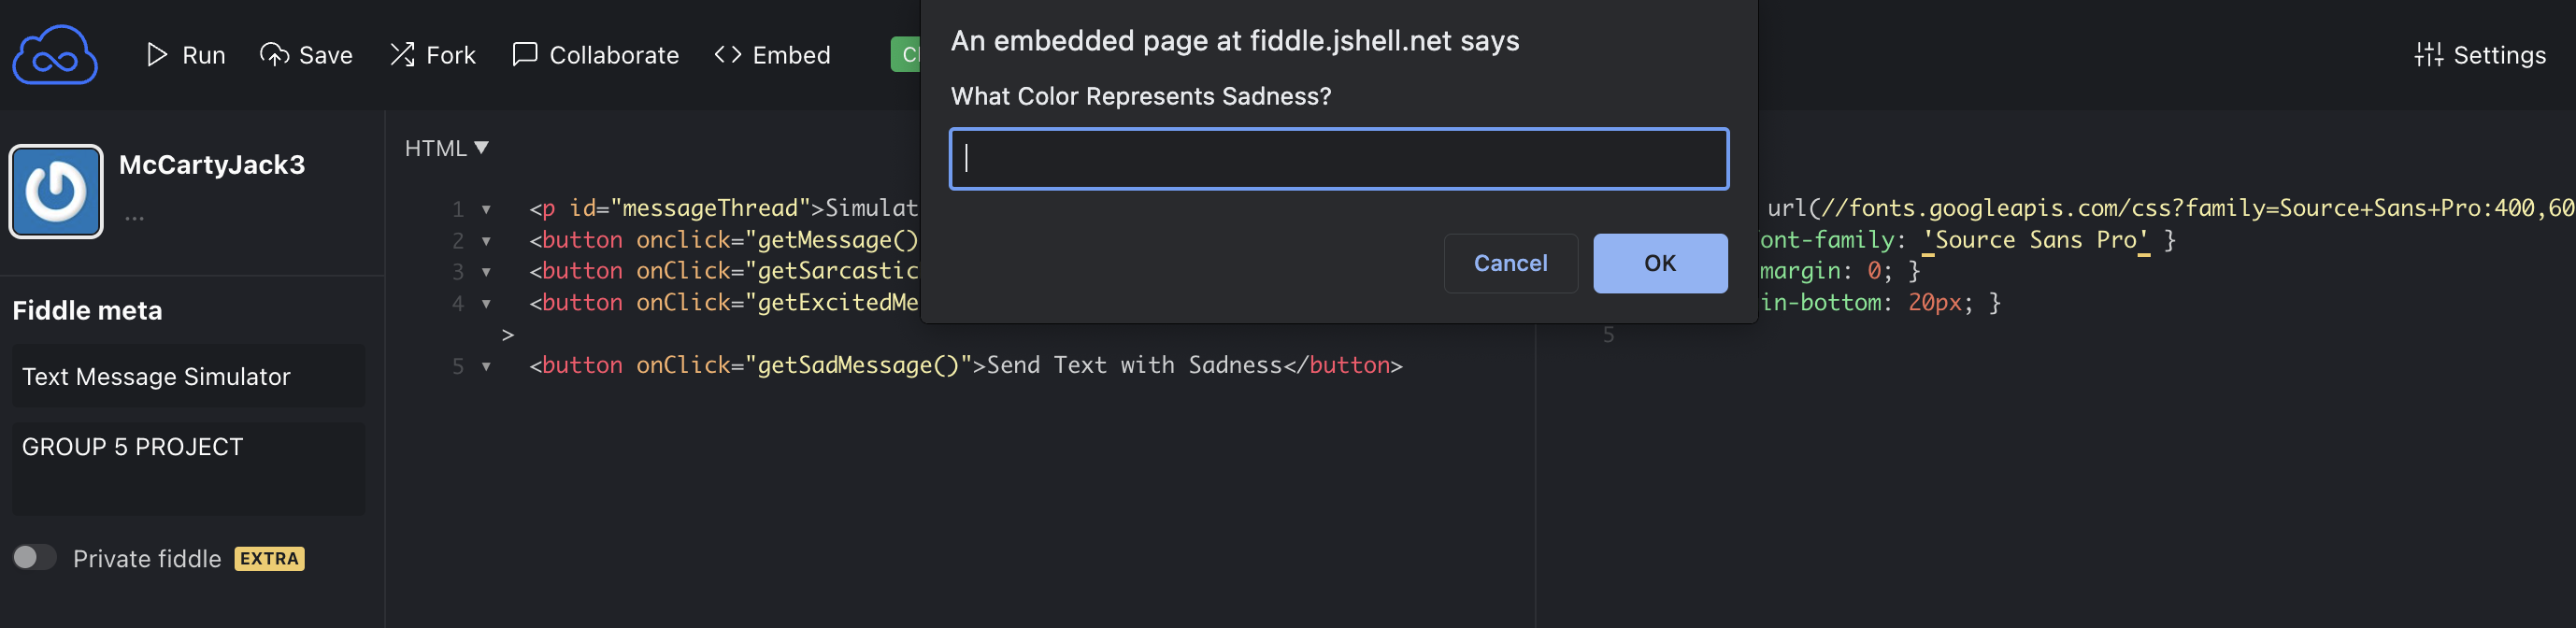 Run Save Fork Collaborate Embed
Settings
An embedded page at fiddle.jshell.net says
What Color Represents Sadness?
Cancel OK
McCartyJack3
...
Fiddle meta
Text Message Simulator
GROUP 5 PROJECT
Private fiddle EXTRA
HTML ▼
1 ▼ <p id="messageThread">Simulat
2 ▼ <button onclick="getMessage()
3 ▼ <button onClick="getSarcastic
4 ▼ <button onClick="getExcitedMe
>
5 ▼ <button onClick="getSadMessage()">Send Text with Sadness</button>
url(//fonts.googleapis.com/css?family=Source+Sans+Pro:400,60
ont-family: 'Source Sans Pro' }
margin: 0; }
in-bottom: 20px; }
5